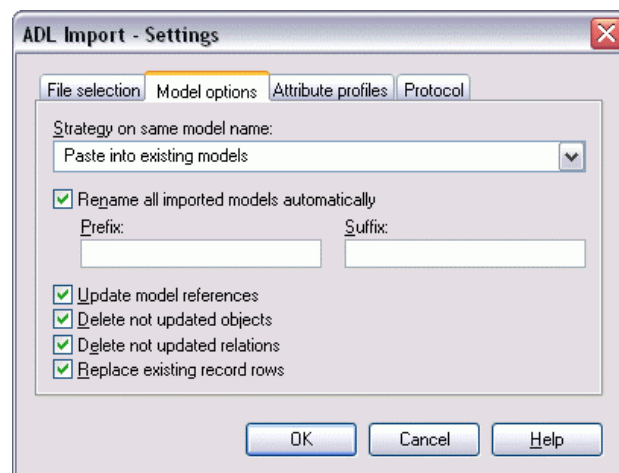 ADL Import - Settings
File selection Model options Attribute profiles Protocol
Strategy on same model name:
Paste into existing models
Rename all imported models automatically
Prefix: Suffix:
Update model references
Delete not updated objects
Delete not updated relations
Replace existing record rows
OK Cancel Help